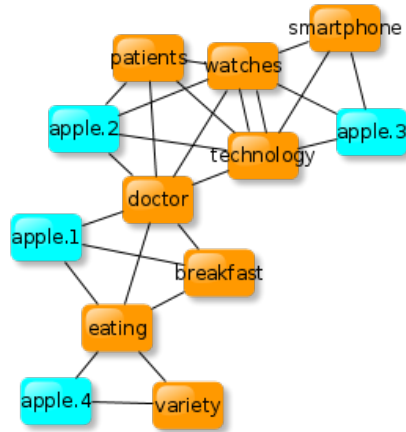 smartphone
patients
watches
apple.2
technology
apple.3
doctor
apple.1
breakfast
eating
apple.4
variety